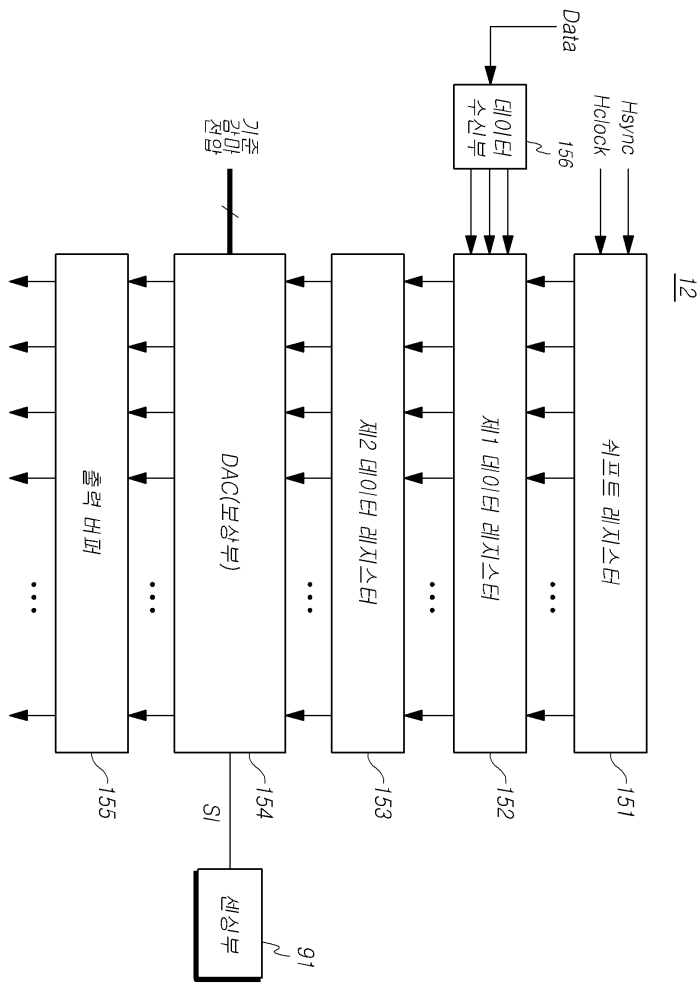 12
Hsync
Hclock
쉬프트 레지스터
151
Data
데이터
수신부
156
제1 데이터 레지스터
152
제2 데이터 레지스터
153
기준
감마
전압
DAC(보상부)
154
SI
센싱부
91
출력 버퍼
155